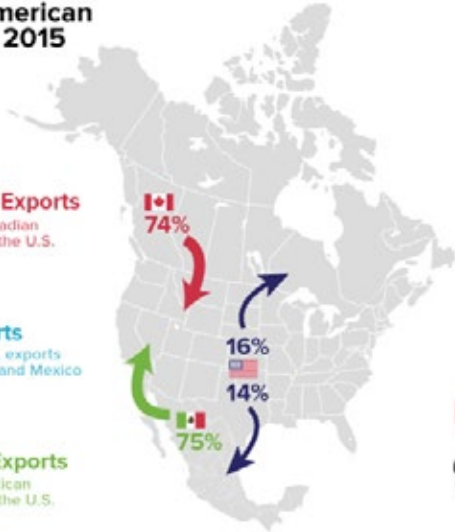 merican
2015
Exports
adian
the U.S.
rts
exports
and Mexico
Exports
ican
the U.S.
74%
16%
14%
75%